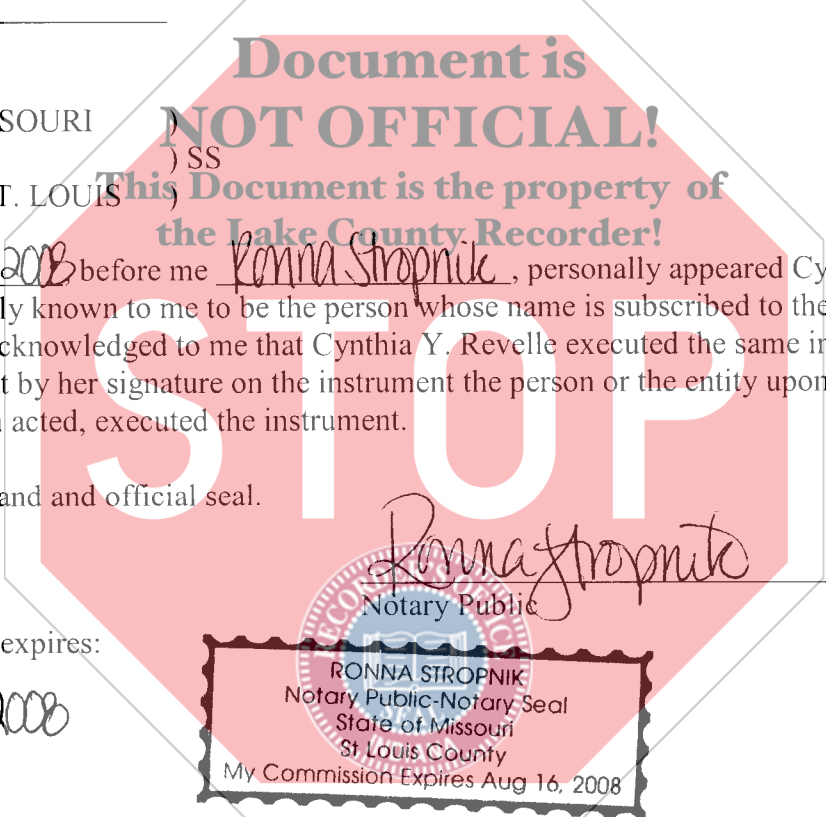 Document is
NOT OFFICIAL!
SOURI )
) SS
T. LOUIS )
This Document is the property of
the Lake County Recorder!
2008 before me Ronna Stropnik, personally appeared Cy
ly known to me to be the person whose name is subscribed to the
cknowledged to me that Cynthia Y. Revelle executed the same in
t by her signature on the instrument the person or the entity upon
acted, executed the instrument.
STOP
and and official seal.
Ronna Stropnik
Notary Public
RECORDER'S OFFICE
SEAL
INDIANA
expires:
2008
RONNA STROPNIK
Notary Public-Notary Seal
State of Missouri
St Louis County
My Commission Expires Aug 16, 2008